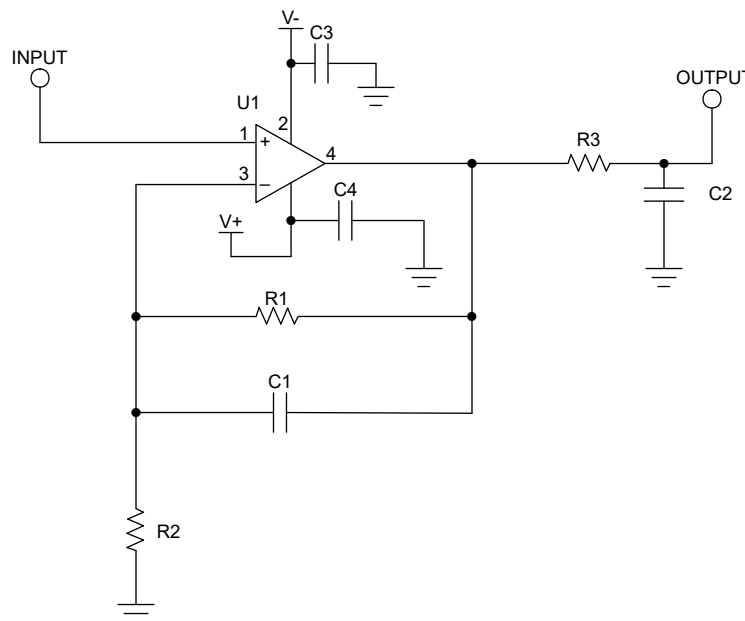 V-
C3
INPUT
OUTPUT
U1
2
1
+
R3
4
3
−
C4
C2
V+
R1
C1
R2